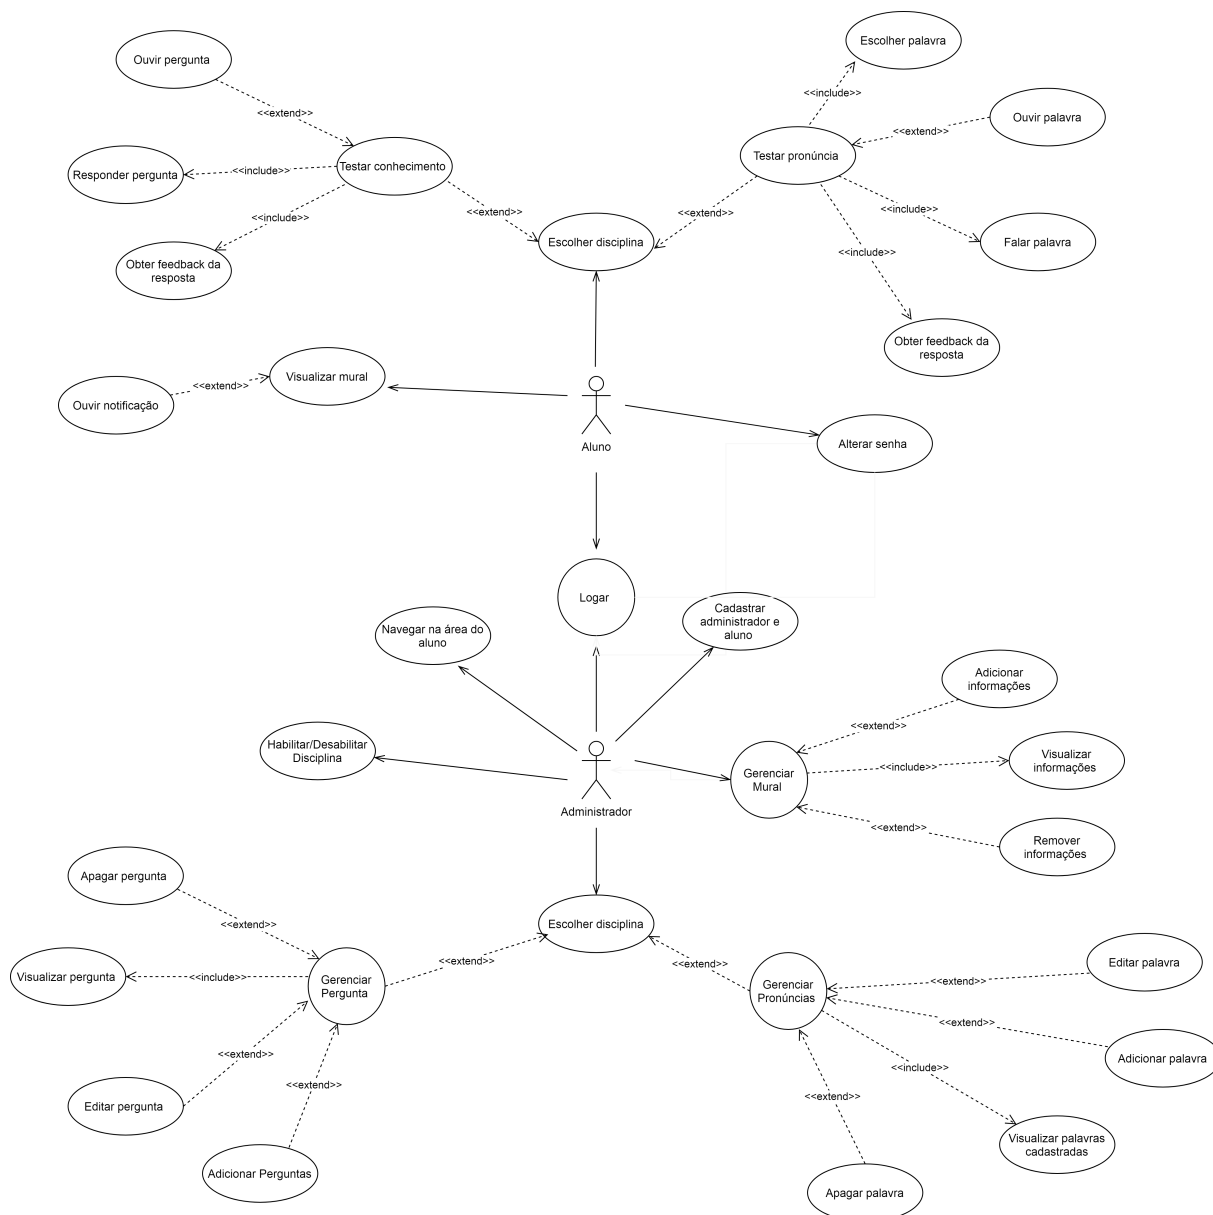 Escolher palavra
Ouvir pergunta
<<include>>
<<extend>>
Ouvir palavra
<<extend>>
Testar conhecimento
Testar pronúncia
Responder pergunta
<<include>>
<<extend>>
<<extend>>
<<include>>
<<include>>
Escolher disciplina
Falar palavra
<<include>>
Obter feedback da
resposta
Obter feedback da
resposta
Visualizar mural
<<extend>>
Ouvir notificação
Aluno
Alterar senha
Logar
Cadastrar
administrador e
aluno
Navegar na área do
aluno
Adicionar
informações
<<extend>>
Habilitar/Desabilitar
Disciplina
Visualizar
informações
<<include>>
Gerenciar
Mural
Administrador
<<extend>>
Remover
informações
Apagar pergunta
<<extend>>
Escolher disciplina
<<extend>>
<<extend>>
Visualizar pergunta
<<include>>
Gerenciar
Pergunta
Gerenciar
Pronúncias
Editar palavra
<<extend>>
<<extend>>
Adicionar palavra
<<extend>>
<<include>>
<<extend>>
<<extend>>
Editar pergunta
Visualizar palavras
cadastradas
Adicionar Perguntas
Apagar palavra